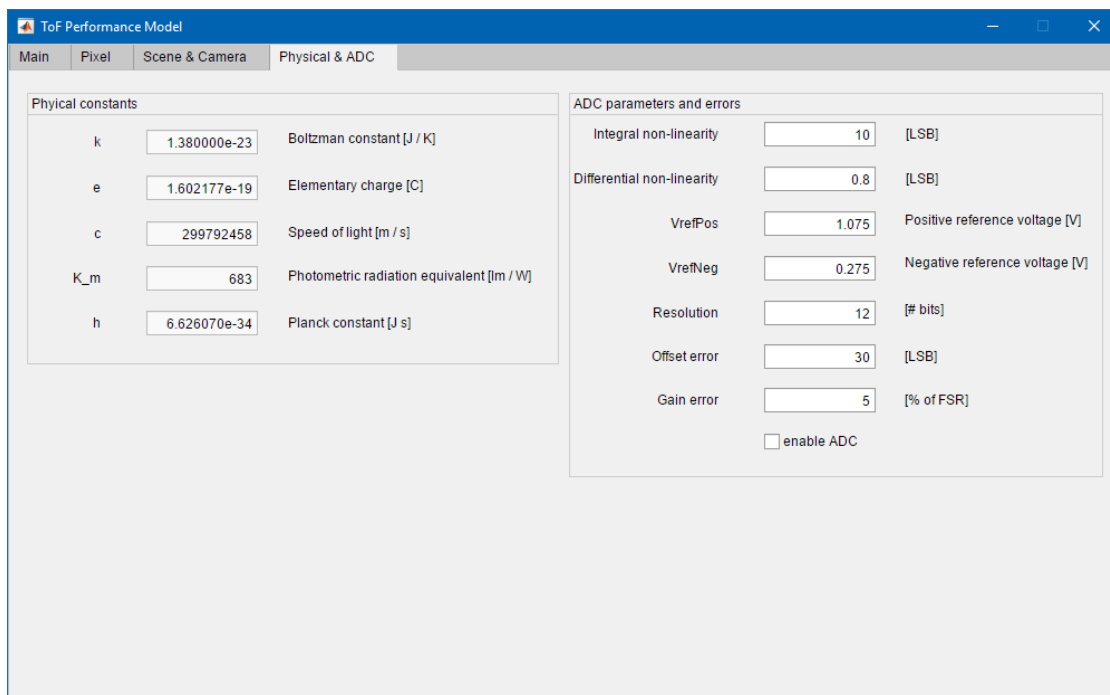 ToF Performance Model
Main Pixel Scene & Camera Physical & ADC
Phyical constants
k 1.380000e-23 Boltzman constant [J / K]
e 1.602177e-19 Elementary charge [C]
c 299792458 Speed of light [m / s]
K_m 683 Photometric radiation equivalent [lm / W]
h 6.626070e-34 Planck constant [J s]
ADC parameters and errors
Integral non-linearity 10 [LSB]
Differential non-linearity 0.8 [LSB]
VrefPos 1.075 Positive reference voltage [V]
VrefNeg 0.275 Negative reference voltage [V]
Resolution 12 [# bits]
Offset error 30 [LSB]
Gain error 5 [% of FSR]
enable ADC